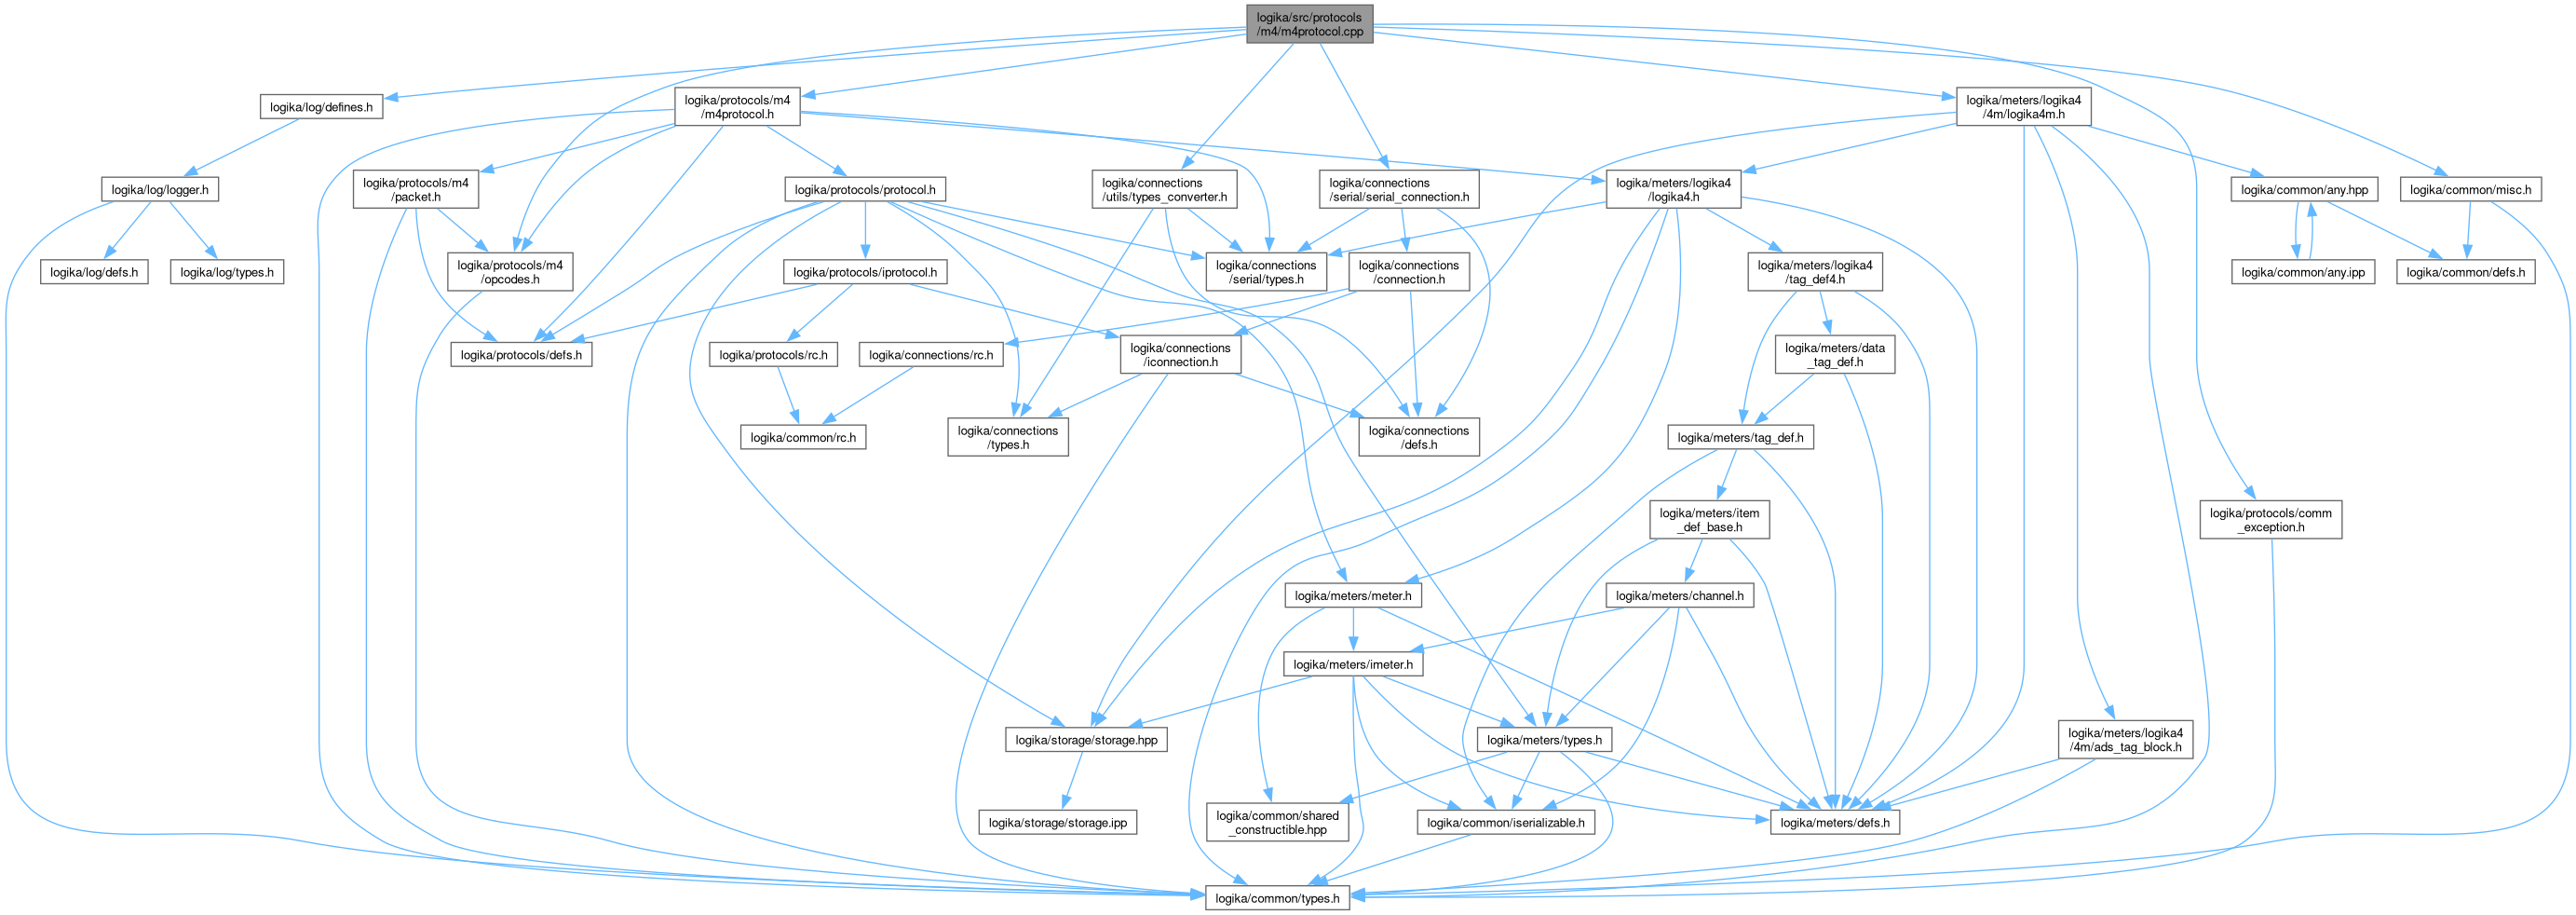 logika/src/protocols
/m4/m4protocol.cpp
logika/log/defines.h
logika/protocols/m4
/m4protocol.h
logika/meters/logika4
/4m/logika4m.h
logika/log/logger.h
logika/protocols/m4
/packet.h
logika/protocols/protocol.h
logika/connections
/utils/types_converter.h
logika/connections
/serial/serial_connection.h
logika/meters/logika4
/logika4.h
logika/common/any.hpp
logika/common/misc.h
logika/log/defs.h
logika/log/types.h
logika/protocols/m4
/opcodes.h
logika/protocols/iprotocol.h
logika/connections
/serial/types.h
logika/connections
/connection.h
logika/meters/logika4
/tag_def4.h
logika/common/any.ipp
logika/common/defs.h
logika/protocols/defs.h
logika/protocols/rc.h
logika/connections/rc.h
logika/connections
/iconnection.h
logika/meters/data
_tag_def.h
logika/common/rc.h
logika/connections
/types.h
logika/connections
/defs.h
logika/meters/tag_def.h
logika/meters/item
_def_base.h
logika/protocols/comm
_exception.h
logika/meters/meter.h
logika/meters/channel.h
logika/meters/imeter.h
logika/storage/storage.hpp
logika/meters/types.h
logika/meters/logika4
/4m/ads_tag_block.h
logika/storage/storage.ipp
logika/common/shared
_constructible.hpp
logika/common/iserializable.h
logika/meters/defs.h
logika/common/types.h